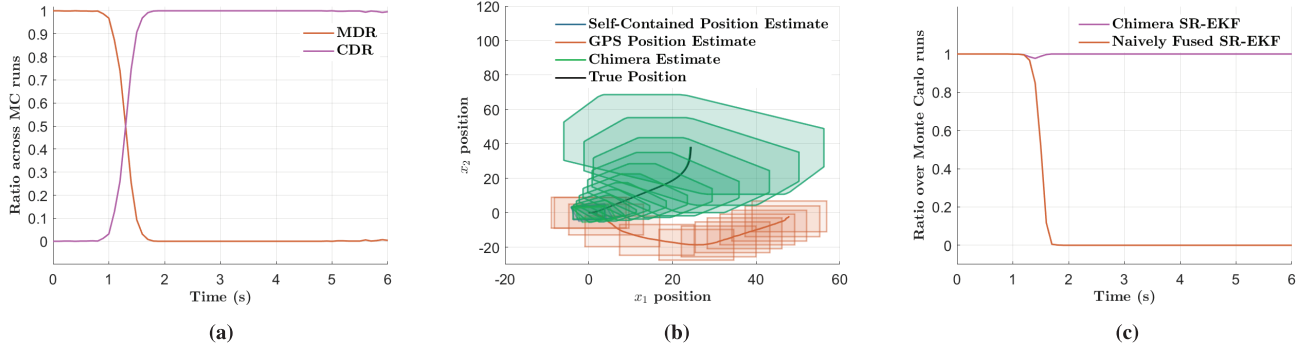 1
0.9
0.8
0.7
0.6
0.5
0.4
0.3
0.2
0.1
0
0 1 2 3 4 5 6
Ratio across MC runs
Time (s)
MDR
CDR
(a)
120
100
80
60
40
20
0
-20
-20 0 20 40 60
x₂ position
x₁ position
Self-Contained Position Estimate
GPS Position Estimate
Chimera Estimate
True Position
(b)
1
0.8
0.6
0.4
0.2
0
0 1 2 3 4 5 6
Ratio over Monte Carlo runs
Time (s)
Chimera SR-EKF
Naively Fused SR-EKF
(c)